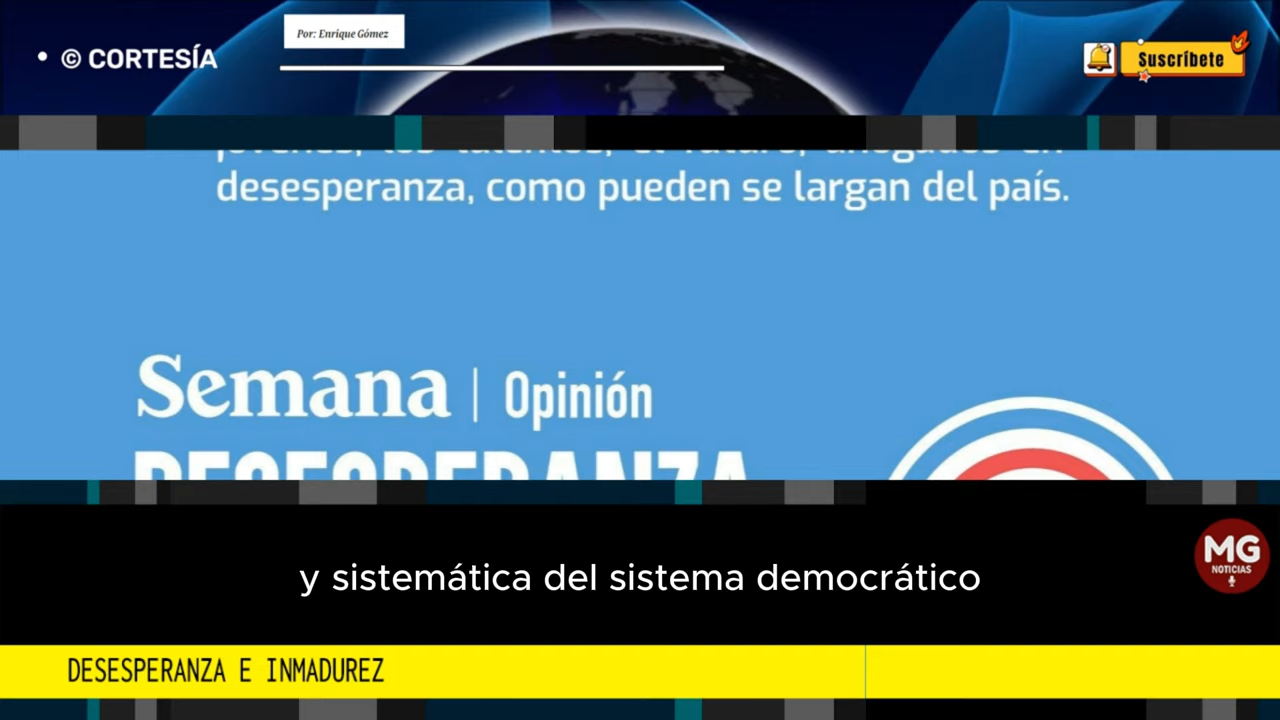 Por: Enrique Gómez
• © CORTESÍA
Suscríbete
desesperanza, como pueden se largan del país.
Semana | Opinión
DESESPERANZA
y sistemática del sistema democrático
MG
NOTICIAS
DESESPERANZA E INMADUREZ